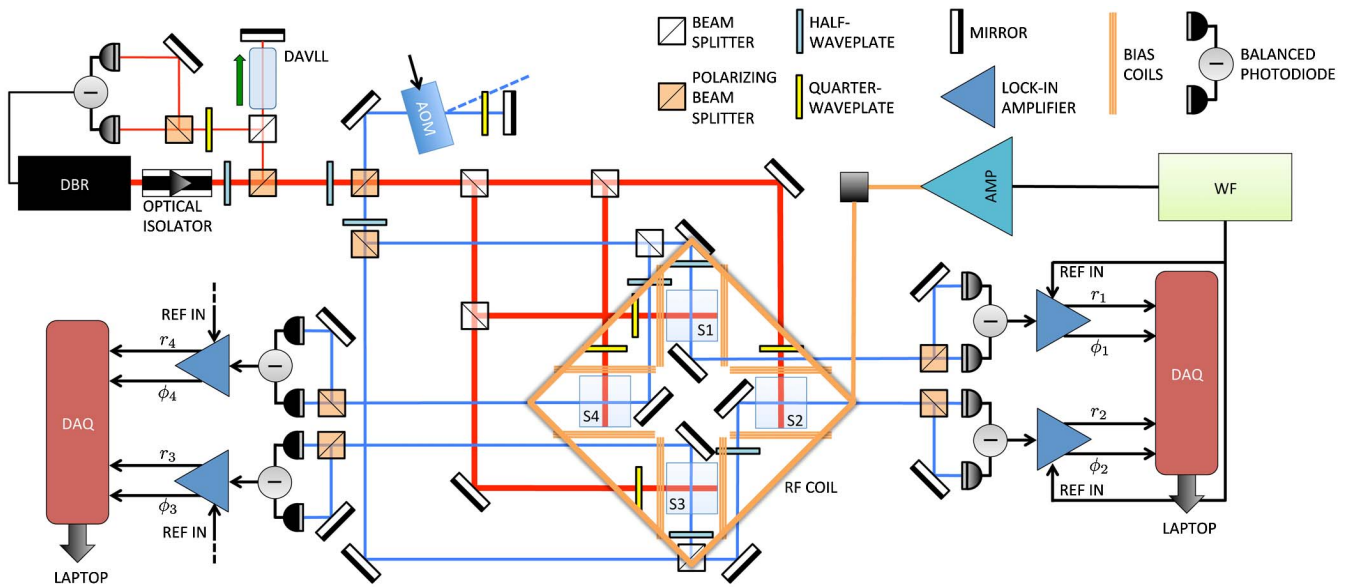 DAVLL
AOM
DBR
OPTICAL
ISOLATOR
BEAM
SPLITTER
POLARIZING
BEAM
SPLITTER
HALF-
WAVEPLATE
QUARTER-
WAVEPLATE
MIRROR
LOCK-IN
AMPLIFIER
BIAS
COILS
BALANCED
PHOTODIODE
AMP
WF
S1
S2
S3
S4
RF COIL
REF IN
r₁
ϕ₁
DAQ
r₂
ϕ₂
REF IN
LAPTOP
REF IN
r₄
ϕ₄
DAQ
r₃
ϕ₃
REF IN
LAPTOP